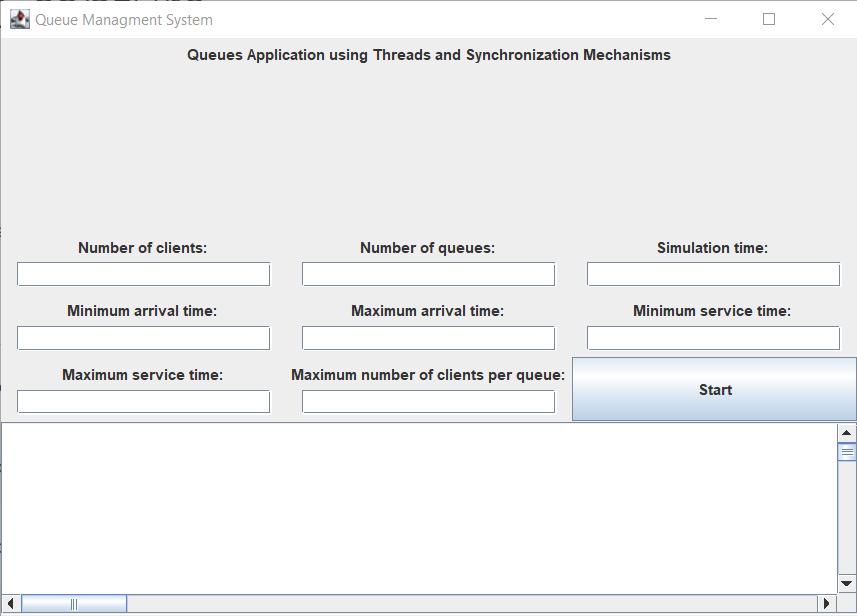 Queue Managment System
Queues Application using Threads and Synchronization Mechanisms
Number of clients: Number of queues: Simulation time:
Minimum arrival time: Maximum arrival time: Minimum service time:
Maximum service time: Maximum number of clients per queue: Start